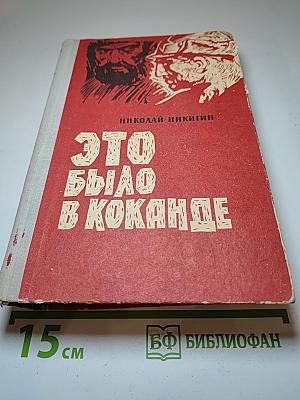 НИКОЛАЙ НИКИТИН
ЭТО
БЫЛО
В КОКАНДЕ
15 см
БФ БИБЛИОФАН